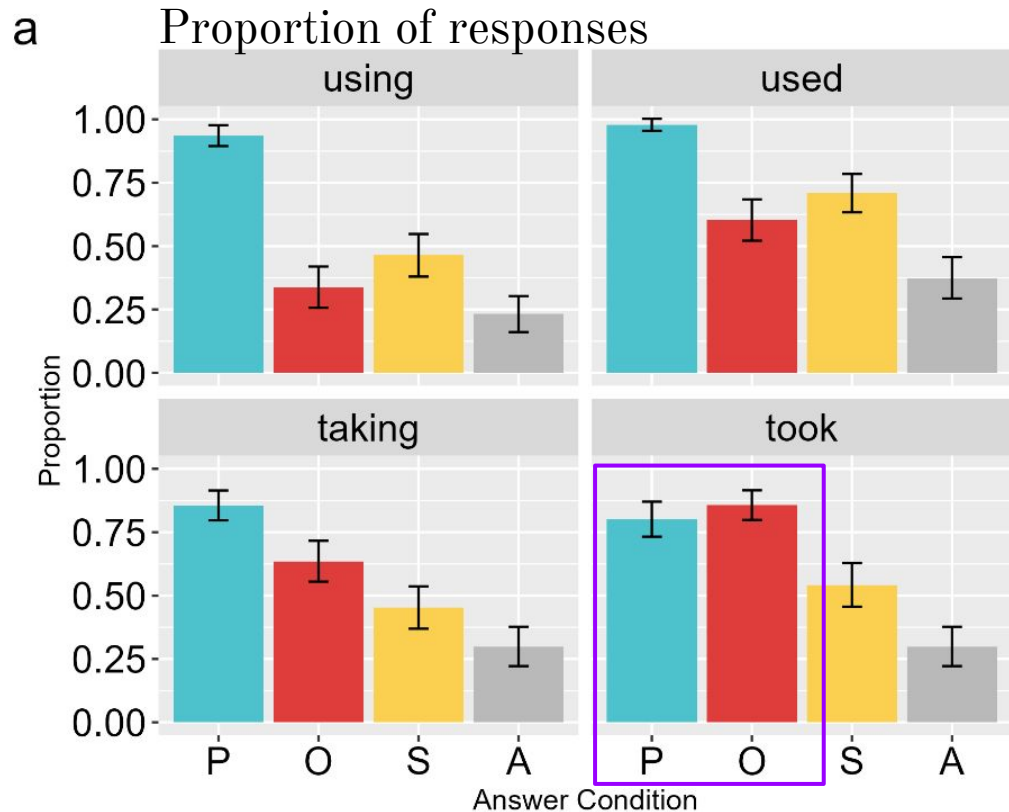 a
Proportion of responses
using
used
1.00
0.75
0.50
0.25
0.00
taking
took
1.00
0.75
0.50
0.25
0.00
Proportion
P O S A
P O S A
Answer Condition